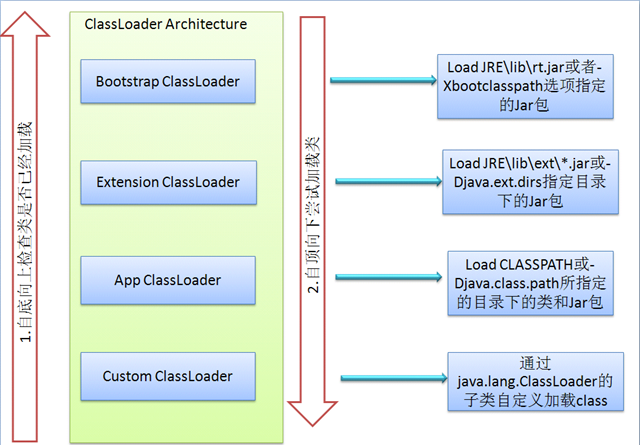 ClassLoader Architecture
1.自底向上检查类是否已经加载
2.自顶向下尝试加载类
Bootstrap ClassLoader
Load JRE\lib\rt.jar或者-
Xbootclasspath选项指定
的Jar包
Extension ClassLoader
Load JRE\lib\ext\*.jar或-
Djava.ext.dirs指定目录
下的Jar包
App ClassLoader
Load CLASSPATH或-
Djava.class.path所指定
的目录下的类和Jar包
Custom ClassLoader
通过
java.lang.ClassLoader的
子类自定义加载class